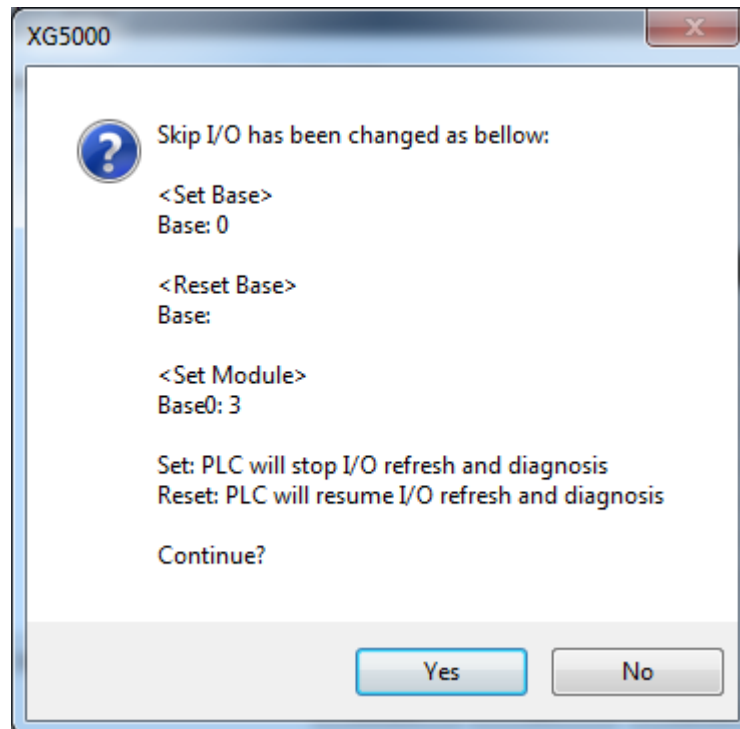 XG5000
Skip I/O has been changed as bellow:
<Set Base>
Base: 0
<Reset Base>
Base:
<Set Module>
Base0: 3
Set: PLC will stop I/O refresh and diagnosis
Reset: PLC will resume I/O refresh and diagnosis
Continue?
Yes
No